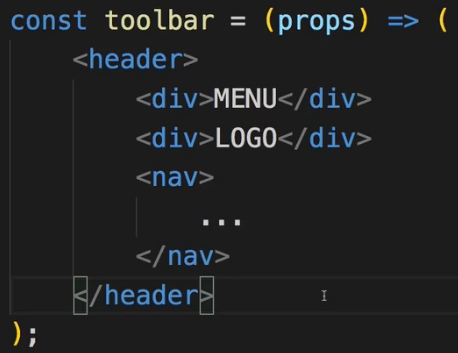 const toolbar = (props) => (
<header>
<div>MENU</div>
<div>LOGO</div>
<nav>
...
</nav>
</header>
);